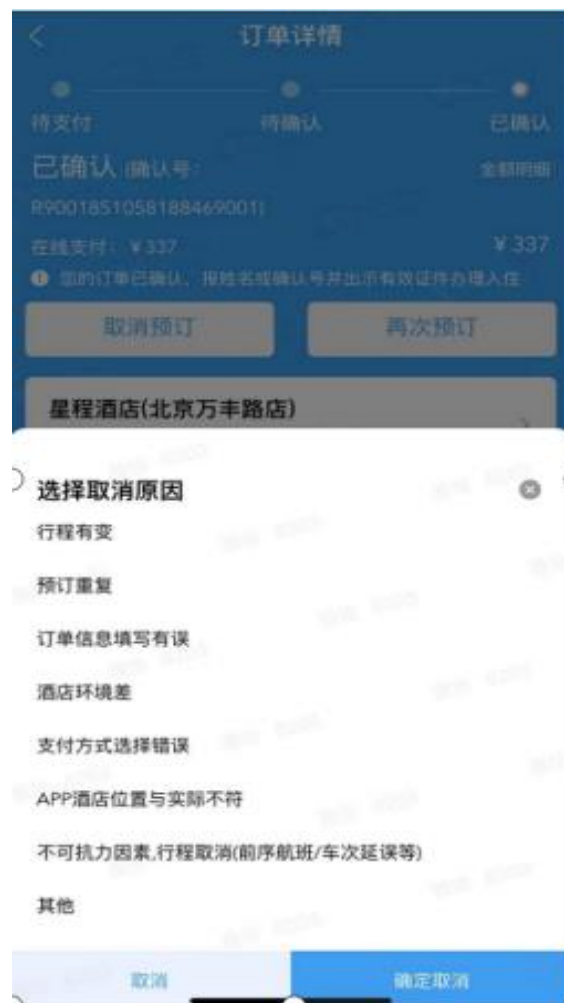 订单详情
待支付 待确认 已确认
已确认 (确认号: 金额明细
R9001851058188469001)
在线支付: ￥337 ￥337
您的订单已确认，报姓名或确认号并出示有效证件办理入住
取消预订 再次预订
星程酒店(北京万丰路店)
选择取消原因
行程有变
预订重复
订单信息填写有误
酒店环境差
支付方式选择错误
APP酒店位置与实际不符
不可抗力因素,行程取消(前序航班/车次延误等)
其他
取消 确定取消